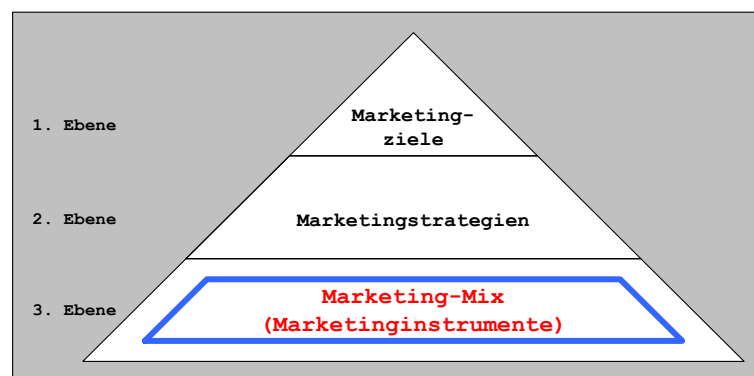 1. Ebene
Marketing-
ziele
2. Ebene
Marketingstrategien
3. Ebene
Marketing-Mix
(Marketinginstrumente)